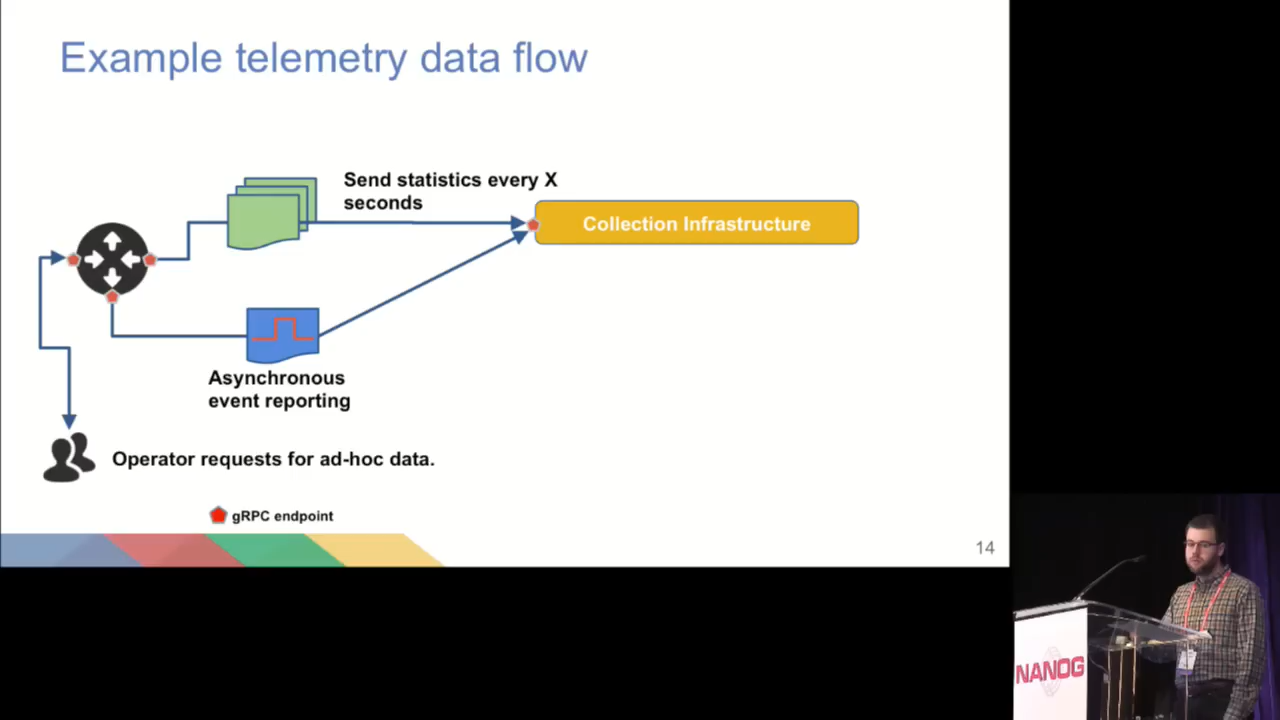 Example telemetry data flow
Send statistics every X
seconds
Collection Infrastructure
Asynchronous
event reporting
Operator requests for ad-hoc data.
gRPC endpoint
14
NANOG